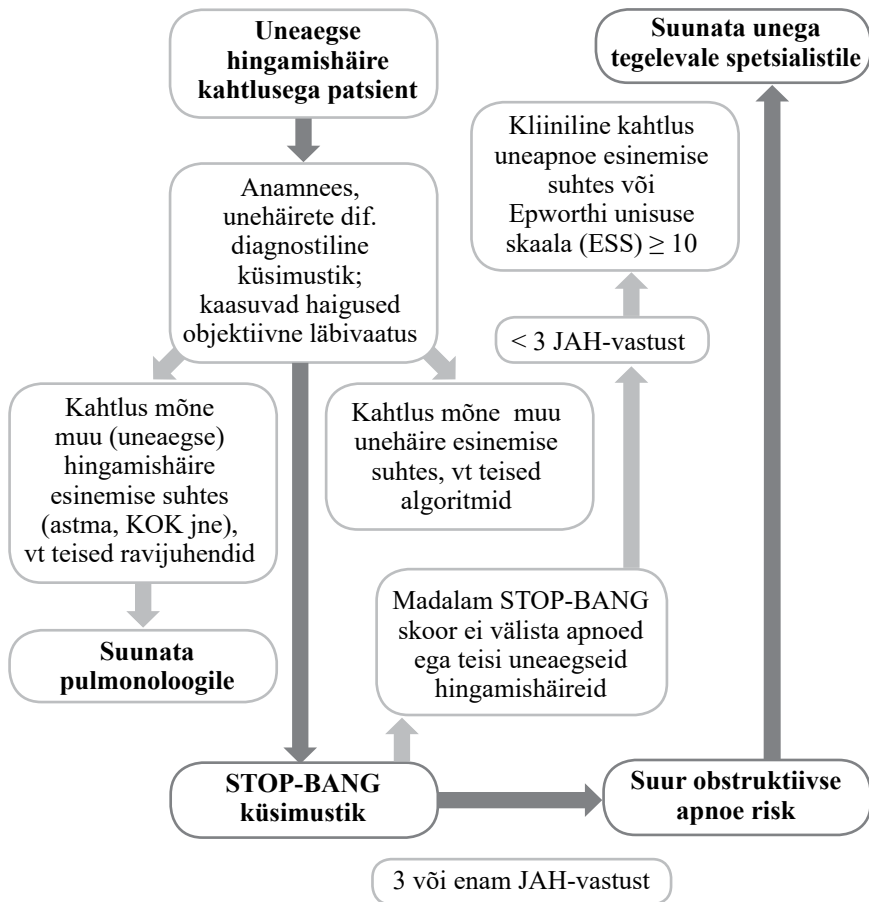 Uneaegse
hingamishäire
kahtlusega patsient
Suunata unega
tegelevale spetsialistile
Anamnees,
unehäirete dif.
diagnostiline
küsimustik;
kaasuvad haigused
objektiivne läbivaatus
Kliiniline kahtlus
uneapnoe esinemise
suhtes või
Epworthi unisuse
skaala (ESS) ≥ 10
< 3 JAH-vastust
Kahtlus mõne
muu (uneaegse)
hingamishäire
esinemise suhtes
(astma, KOK jne),
vt teised ravijuhendid
Kahtlus mõne muu
unehäire esinemise
suhtes, vt teised
algoritmid
Suunata
pulmonoloogile
Madalam STOP-BANG
skoor ei välista apnoed
ega teisi uneaegseid
hingamishäireid
STOP-BANG
küsimustik
Suur obstruktiivse
apnoe risk
3 või enam JAH-vastust